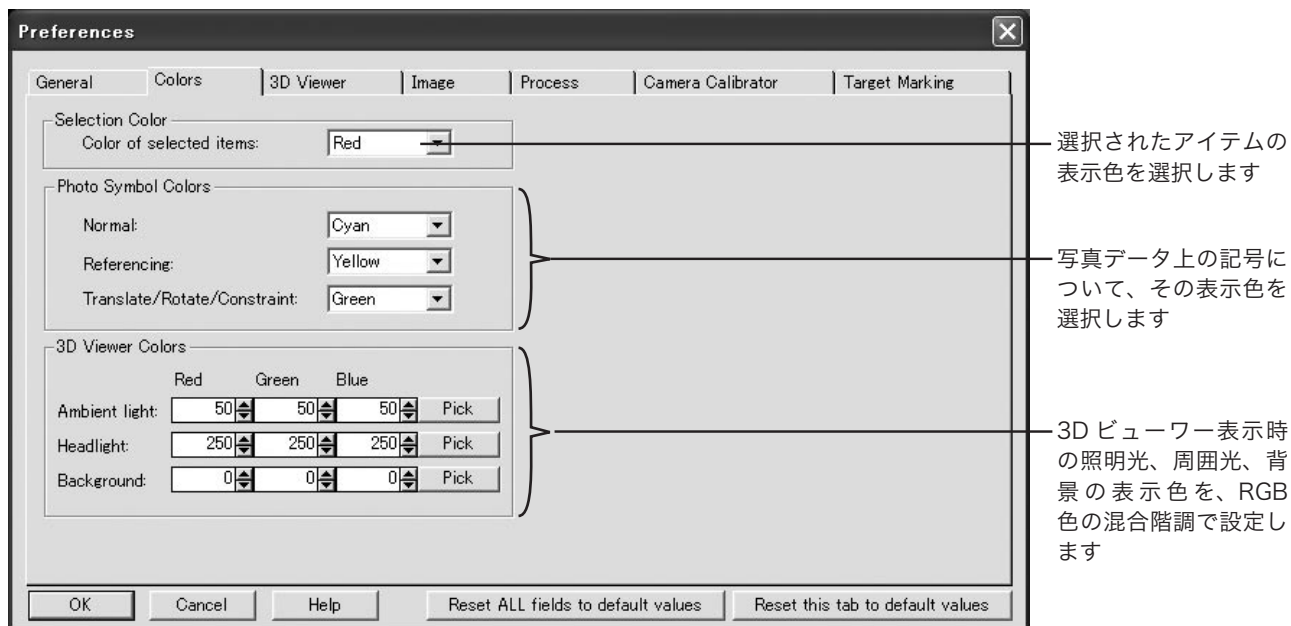 Preferences
General Colors 3D Viewer Image Process Camera Calibrator Target Marking
Selection Color
Color of selected items: Red
Photo Symbol Colors
Normal: Cyan
Referencing: Yellow
Translate/Rotate/Constraint: Green
3D Viewer Colors
Red Green Blue
Ambient light: 50 50 50 Pick
Headlight: 250 250 250 Pick
Background: 0 0 0 Pick
OK Cancel Help Reset ALL fields to default values Reset this tab to default values
選択されたアイテムの
表示色を選択します
写真データ上の記号に
ついて、その表示色を
選択します
3D ビューワー表示時
の照明光、周囲光、背
景の表示色を、RGB
色の混合階調で設定し
ます